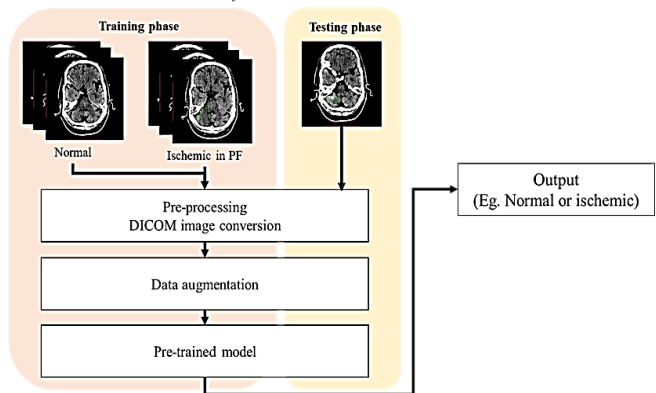 Training phase
Testing phase
Normal
Ischemic in PF
Pre-processing
DICOM image conversion
Data augmentation
Pre-trained model
Output
(Eg. Normal or ischemic)